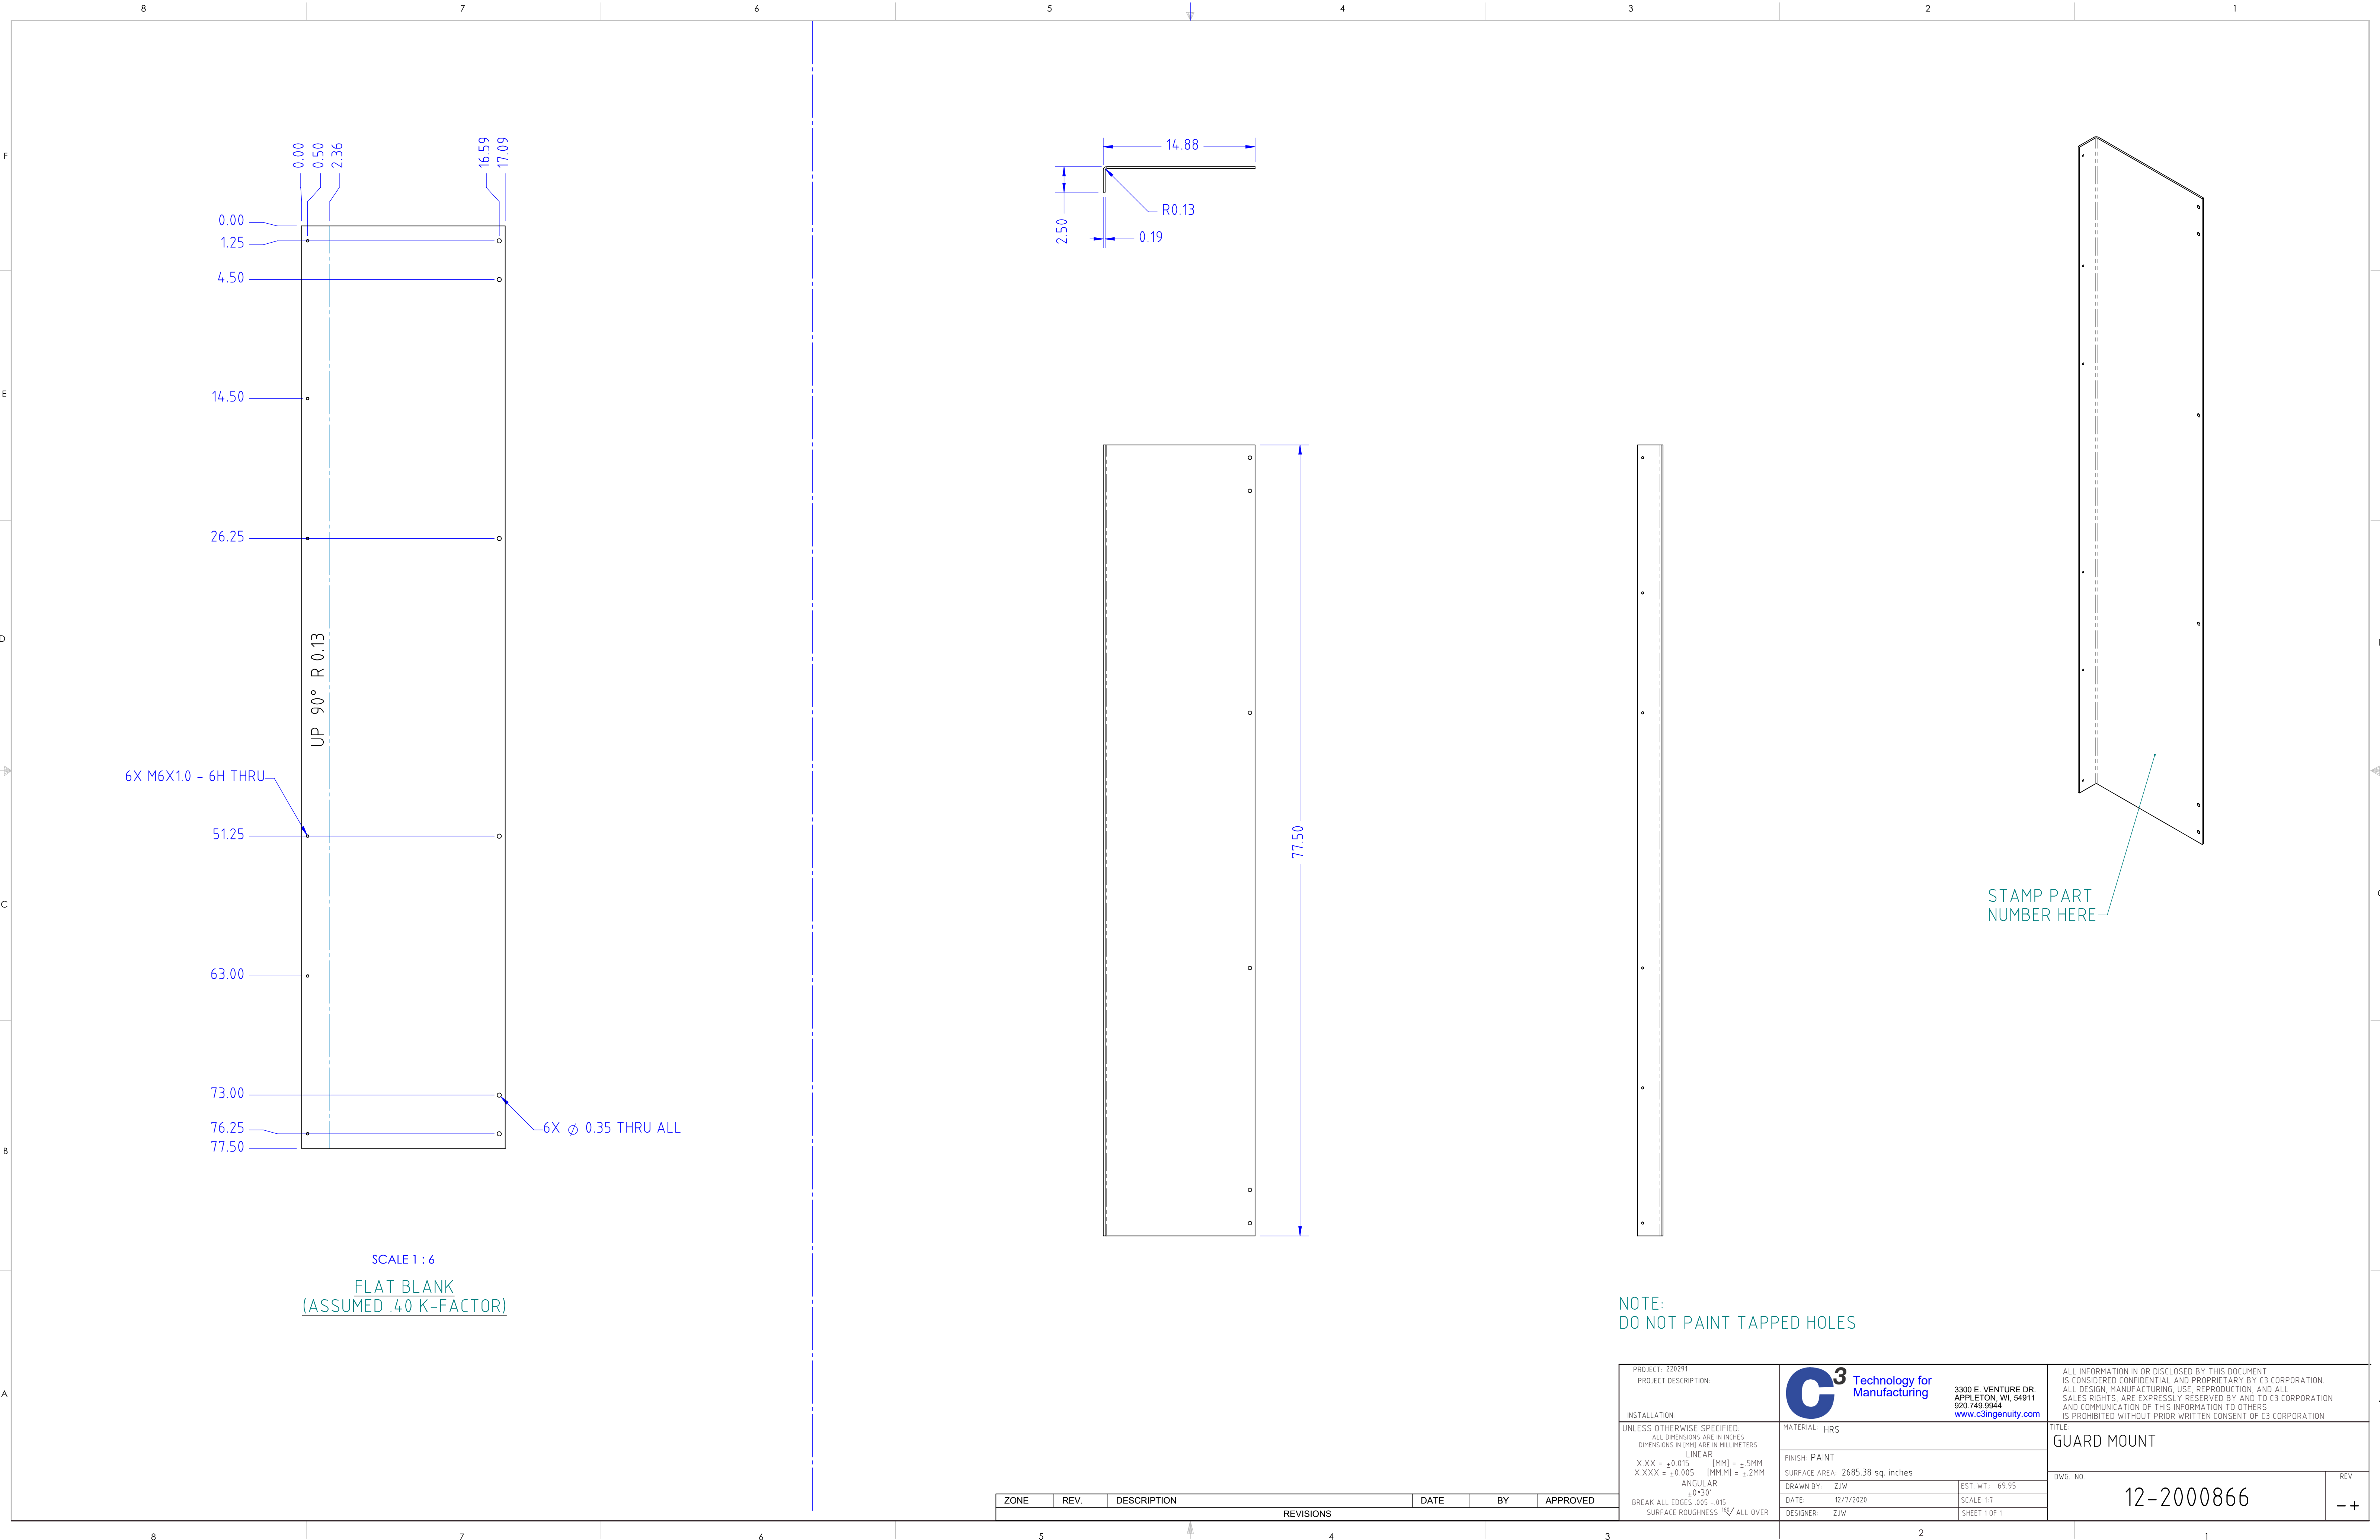 8 7 6 5 4 3 2 1
F
E
D
C
B
A
0.00
0.50
2.36
16.59
17.09
0.00
1.25
4.50
14.50
26.25
UP 90° R 0.13
6X M6X1.0 - 6H THRU
51.25
63.00
73.00
76.25
77.50
6X ⌀ 0.35 THRU ALL
SCALE 1 : 6
FLAT BLANK
(ASSUMED .40 K-FACTOR)
14.88
2.50
R0.13
0.19
77.50
STAMP PART
NUMBER HERE
NOTE:
DO NOT PAINT TAPPED HOLES
ZONE REV. DESCRIPTION DATE BY APPROVED
REVISIONS
PROJECT: 220291
PROJECT DESCRIPTION:
INSTALLATION:
UNLESS OTHERWISE SPECIFIED:
ALL DIMENSIONS ARE IN INCHES
DIMENSIONS IN [MM] ARE IN MILLIMETERS
LINEAR
X.XX = ±0.015 [MM] = ±.5MM
X.XXX = ±0.005 [MM.M] = ±.2MM
ANGULAR
±0°30'
BREAK ALL EDGES .005 -.015
SURFACE ROUGHNESS 160/ ALL OVER
C3 Technology for
Manufacturing
3300 E. VENTURE DR.
APPLETON, WI, 54911
920.749.9944
www.c3ingenuity.com
MATERIAL: HRS
FINISH: PAINT
SURFACE AREA: 2685.38 sq. inches
DRAWN BY: ZJW EST. WT.: 69.95
DATE: 12/7/2020 SCALE: 1:7
DESIGNER: ZJW SHEET 1 OF 1
ALL INFORMATION IN OR DISCLOSED BY THIS DOCUMENT
IS CONSIDERED CONFIDENTIAL AND PROPRIETARY BY C3 CORPORATION.
ALL DESIGN, MANUFACTURING, USE, REPRODUCTION, AND ALL
SALES RIGHTS, ARE EXPRESSLY RESERVED BY AND TO C3 CORPORATION
AND COMMUNICATION OF THIS INFORMATION TO OTHERS
IS PROHIBITED WITHOUT PRIOR WRITTEN CONSENT OF C3 CORPORATION
TITLE:
GUARD MOUNT
DWG. NO. REV
12-2000866 -+
8 7 6 5 4 3 2 1